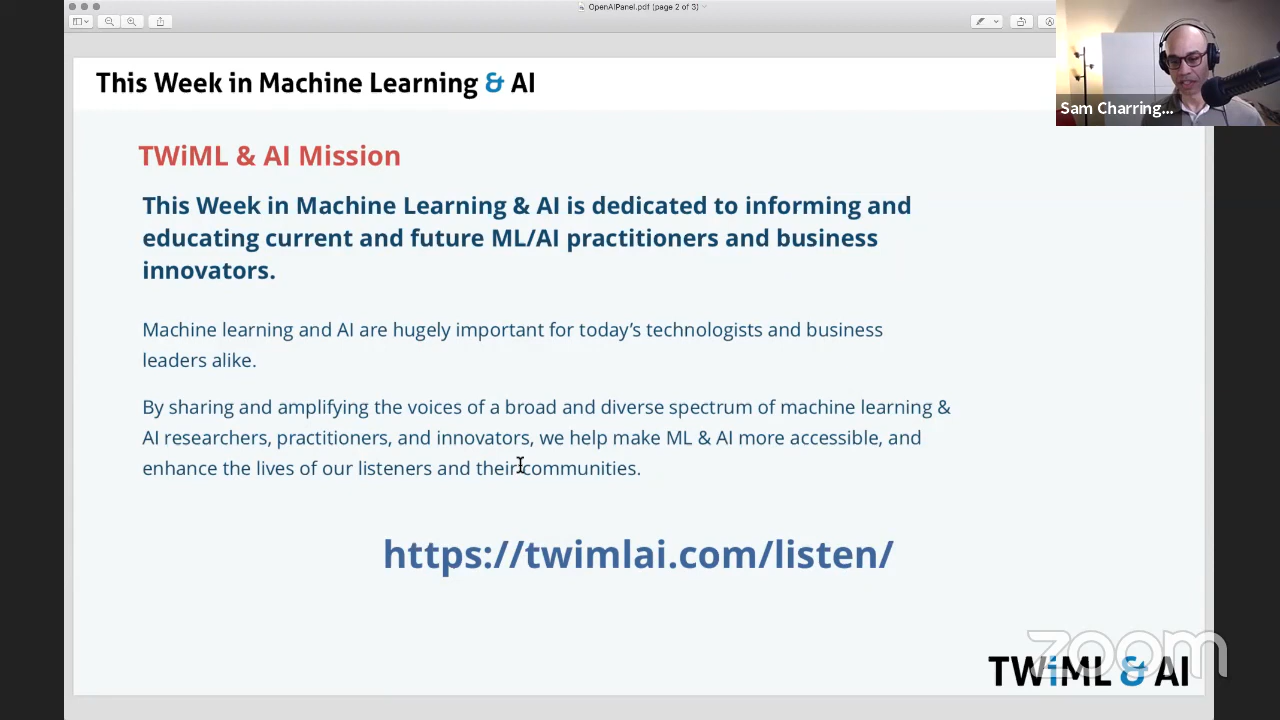 OpenAIPanel.pdf (page 2 of 3)
This Week in Machine Learning & AI
Sam Charring...
TWiML & AI Mission
This Week in Machine Learning & AI is dedicated to informing and
educating current and future ML/AI practitioners and business
innovators.
Machine learning and AI are hugely important for today's technologists and business
leaders alike.
By sharing and amplifying the voices of a broad and diverse spectrum of machine learning &
AI researchers, practitioners, and innovators, we help make ML & AI more accessible, and
enhance the lives of our listeners and their communities.
https://twimlai.com/listen/
zoom
TWiML & AI